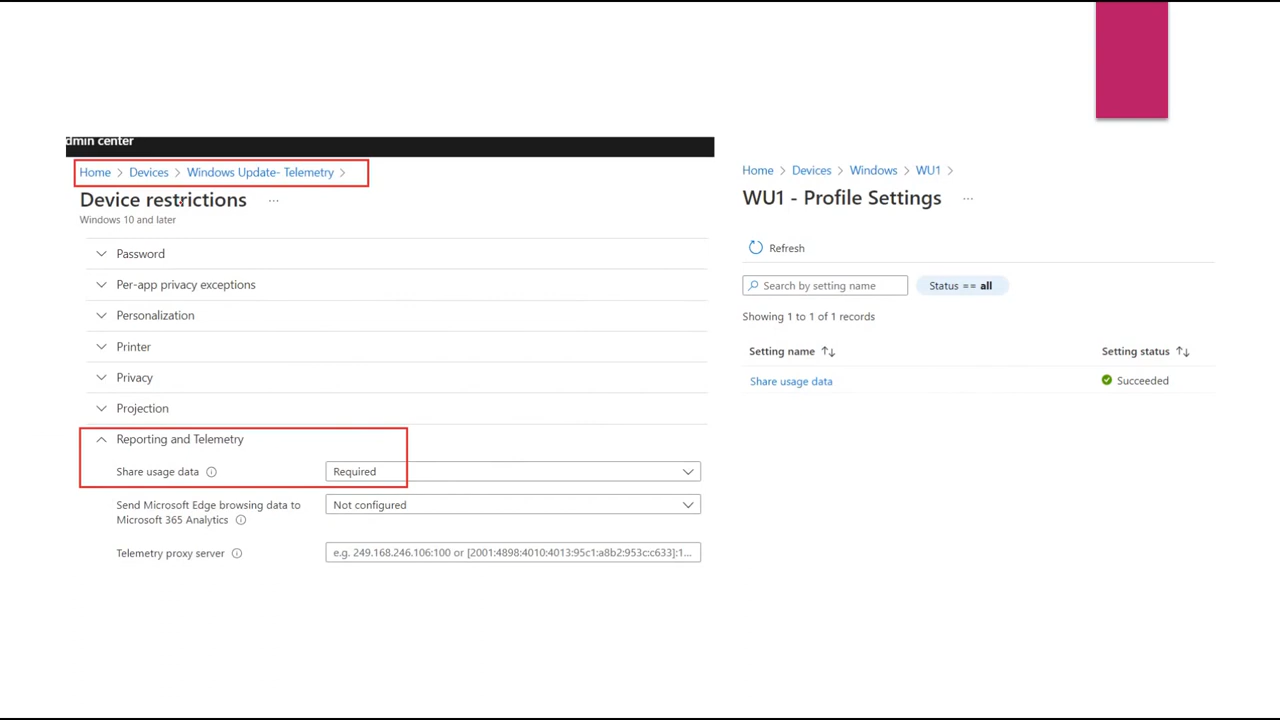 dmin center
Home > Devices > Windows Update- Telemetry >
Device restrictions ...
Windows 10 and later
Password
Per-app privacy exceptions
Personalization
Printer
Privacy
Projection
Reporting and Telemetry
Share usage data
Required
Send Microsoft Edge browsing data to
Microsoft 365 Analytics
Not configured
Telemetry proxy server
e.g. 249.168.246.106:100 or [2001:4898:4010:4013:95c1:a8b2:953c:c633]:1...
Home > Devices > Windows > WU1 >
WU1 - Profile Settings ...
Refresh
Search by setting name
Status == all
Showing 1 to 1 of 1 records
Setting name ↑↓
Setting status ↑↓
Share usage data
Succeeded